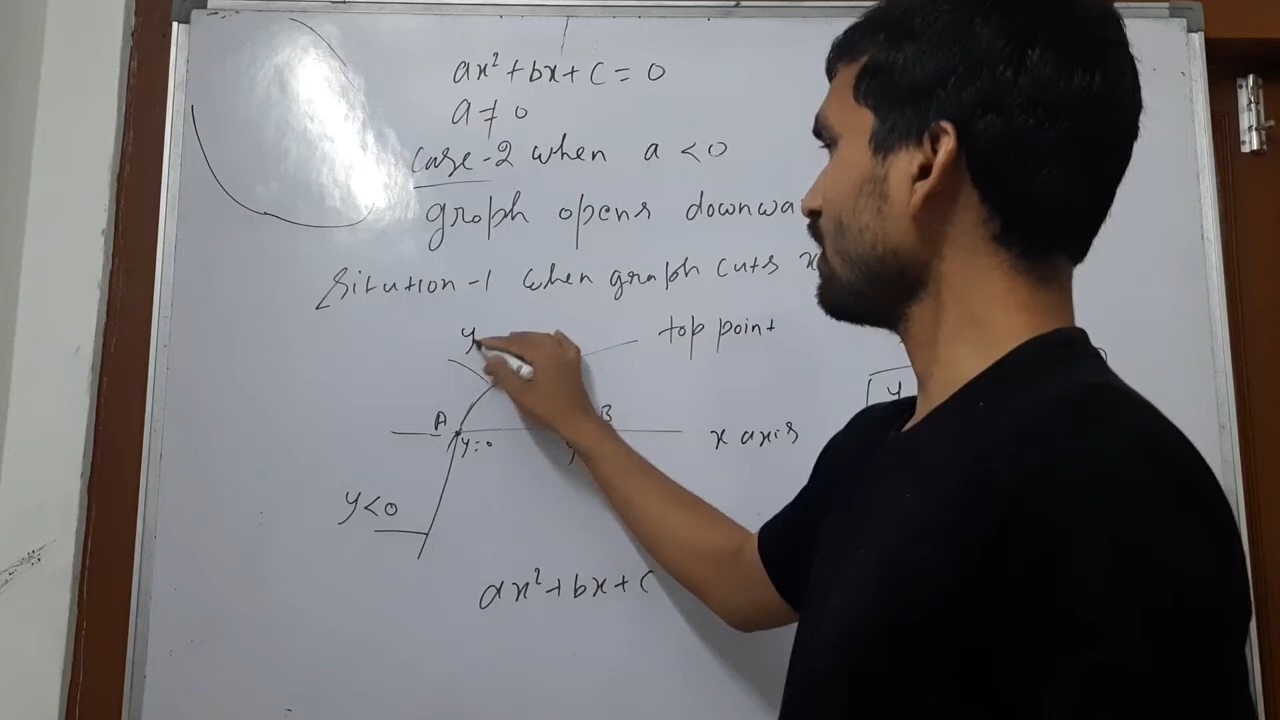 ax² + bx + c = 0
a ≠ 0
case - 2 when a < 0
graph opens downwa
Sitution - 1 when graph cuts x
y
top point
A
B
y = 0
x axis
y
y
y < 0
ax² + bx + c